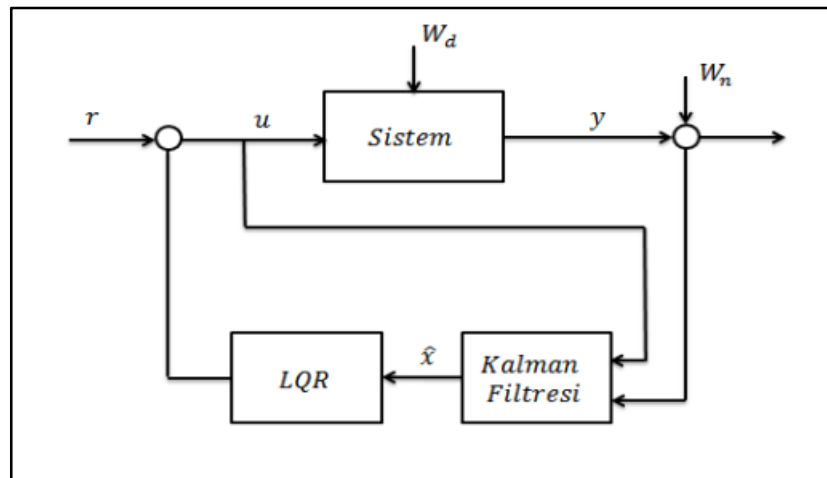 W_d
W_n
r
u
Sistem
y
LQR
x̂
Kalman
Filtresi